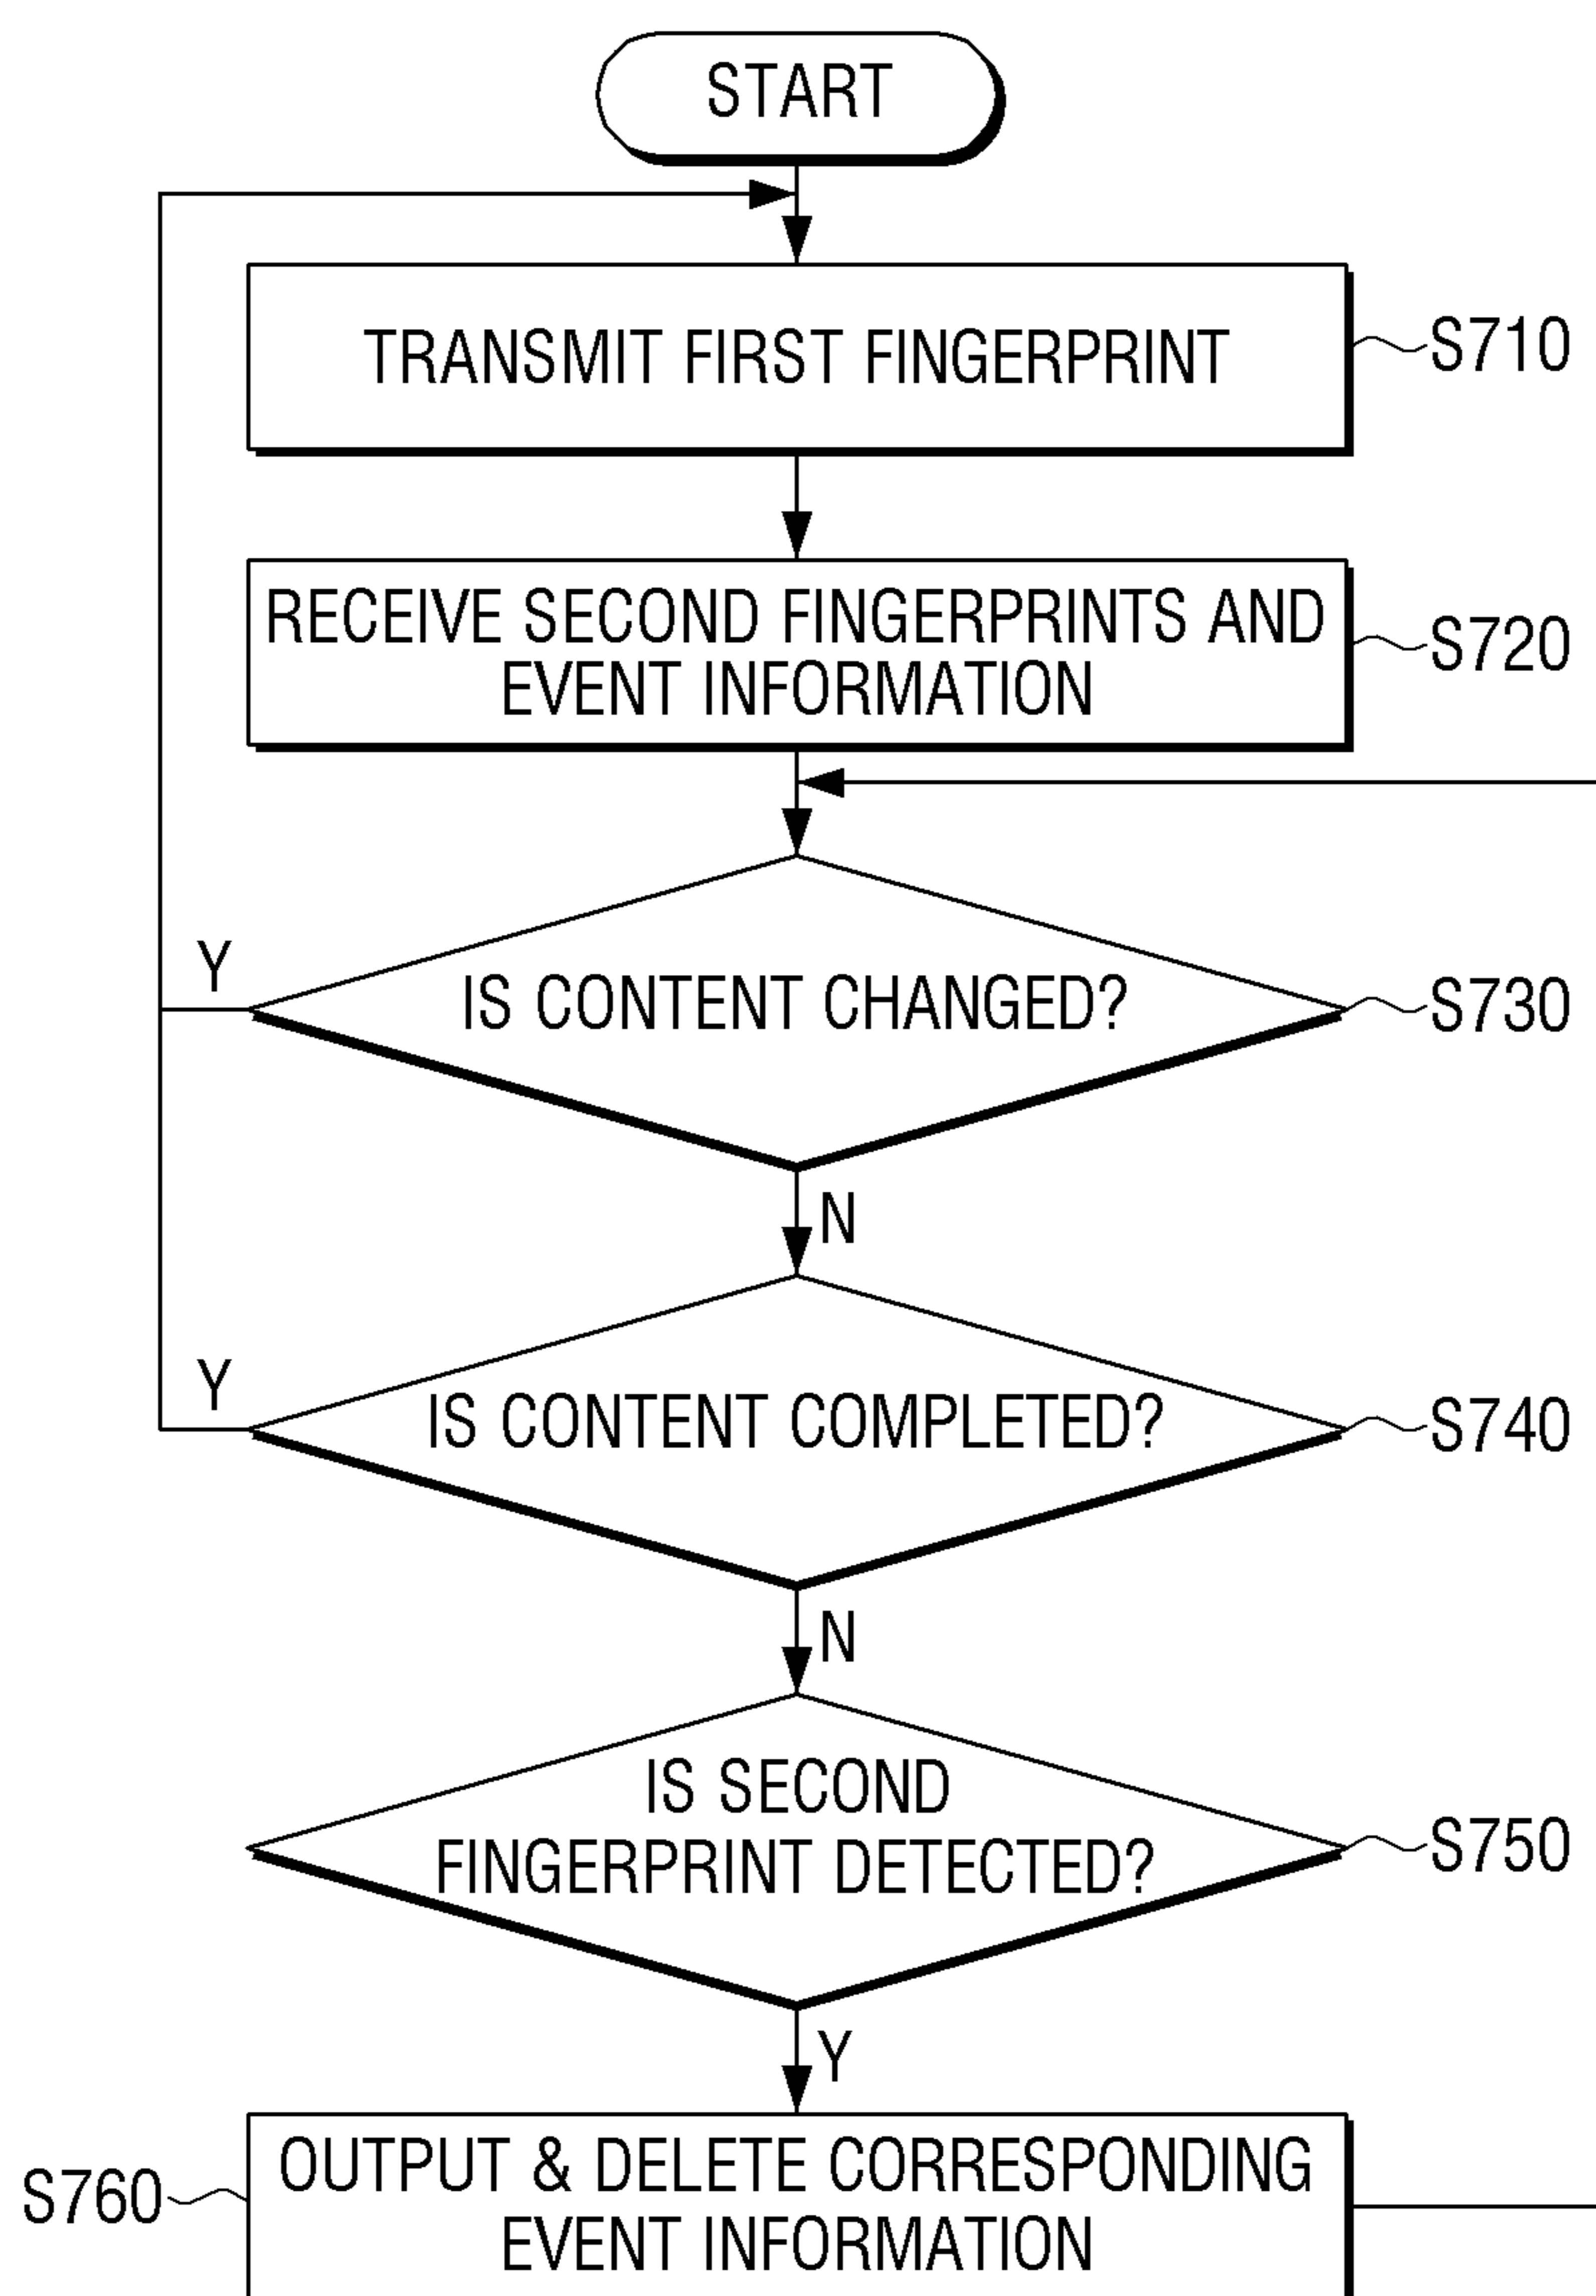 START
TRANSMIT FIRST FINGERPRINT
S710
RECEIVE SECOND FINGERPRINTS AND
EVENT INFORMATION
S720
Y
IS CONTENT CHANGED?
S730
N
Y
IS CONTENT COMPLETED?
S740
N
IS SECOND
FINGERPRINT DETECTED?
S750
Y
S760
OUTPUT & DELETE CORRESPONDING
EVENT INFORMATION